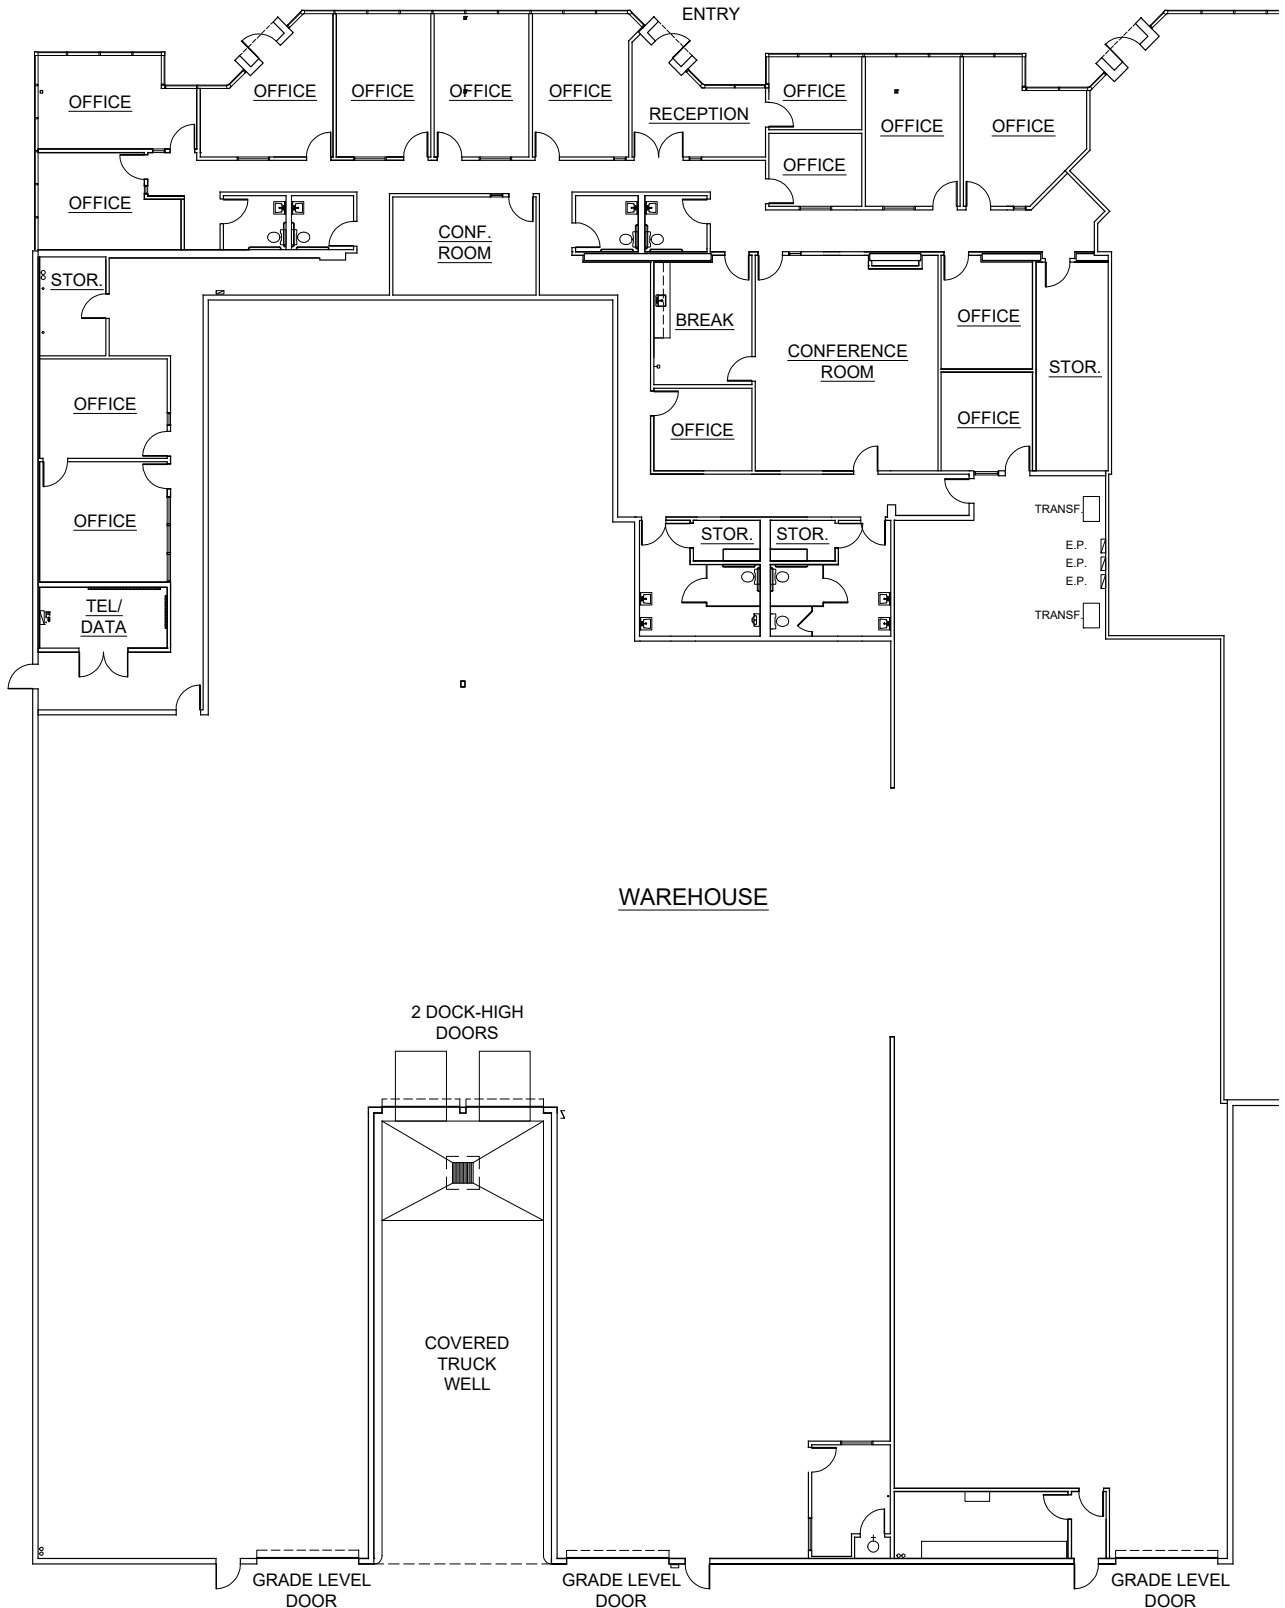 ENTRY
OFFICE
OFFICE
OFFICE
OFFICE
OFFICE
RECEPTION
OFFICE
OFFICE
OFFICE
OFFICE
OFFICE
STOR.
CONF.
ROOM
BREAK
CONFERENCE
ROOM
OFFICE
STOR.
OFFICE
OFFICE
OFFICE
OFFICE
STOR.
STOR.
TRANSF.
E.P.
E.P.
E.P.
TRANSF.
TEL/
DATA
WAREHOUSE
2 DOCK-HIGH
DOORS
COVERED
TRUCK
WELL
GRADE LEVEL
DOOR
GRADE LEVEL
DOOR
GRADE LEVEL
DOOR